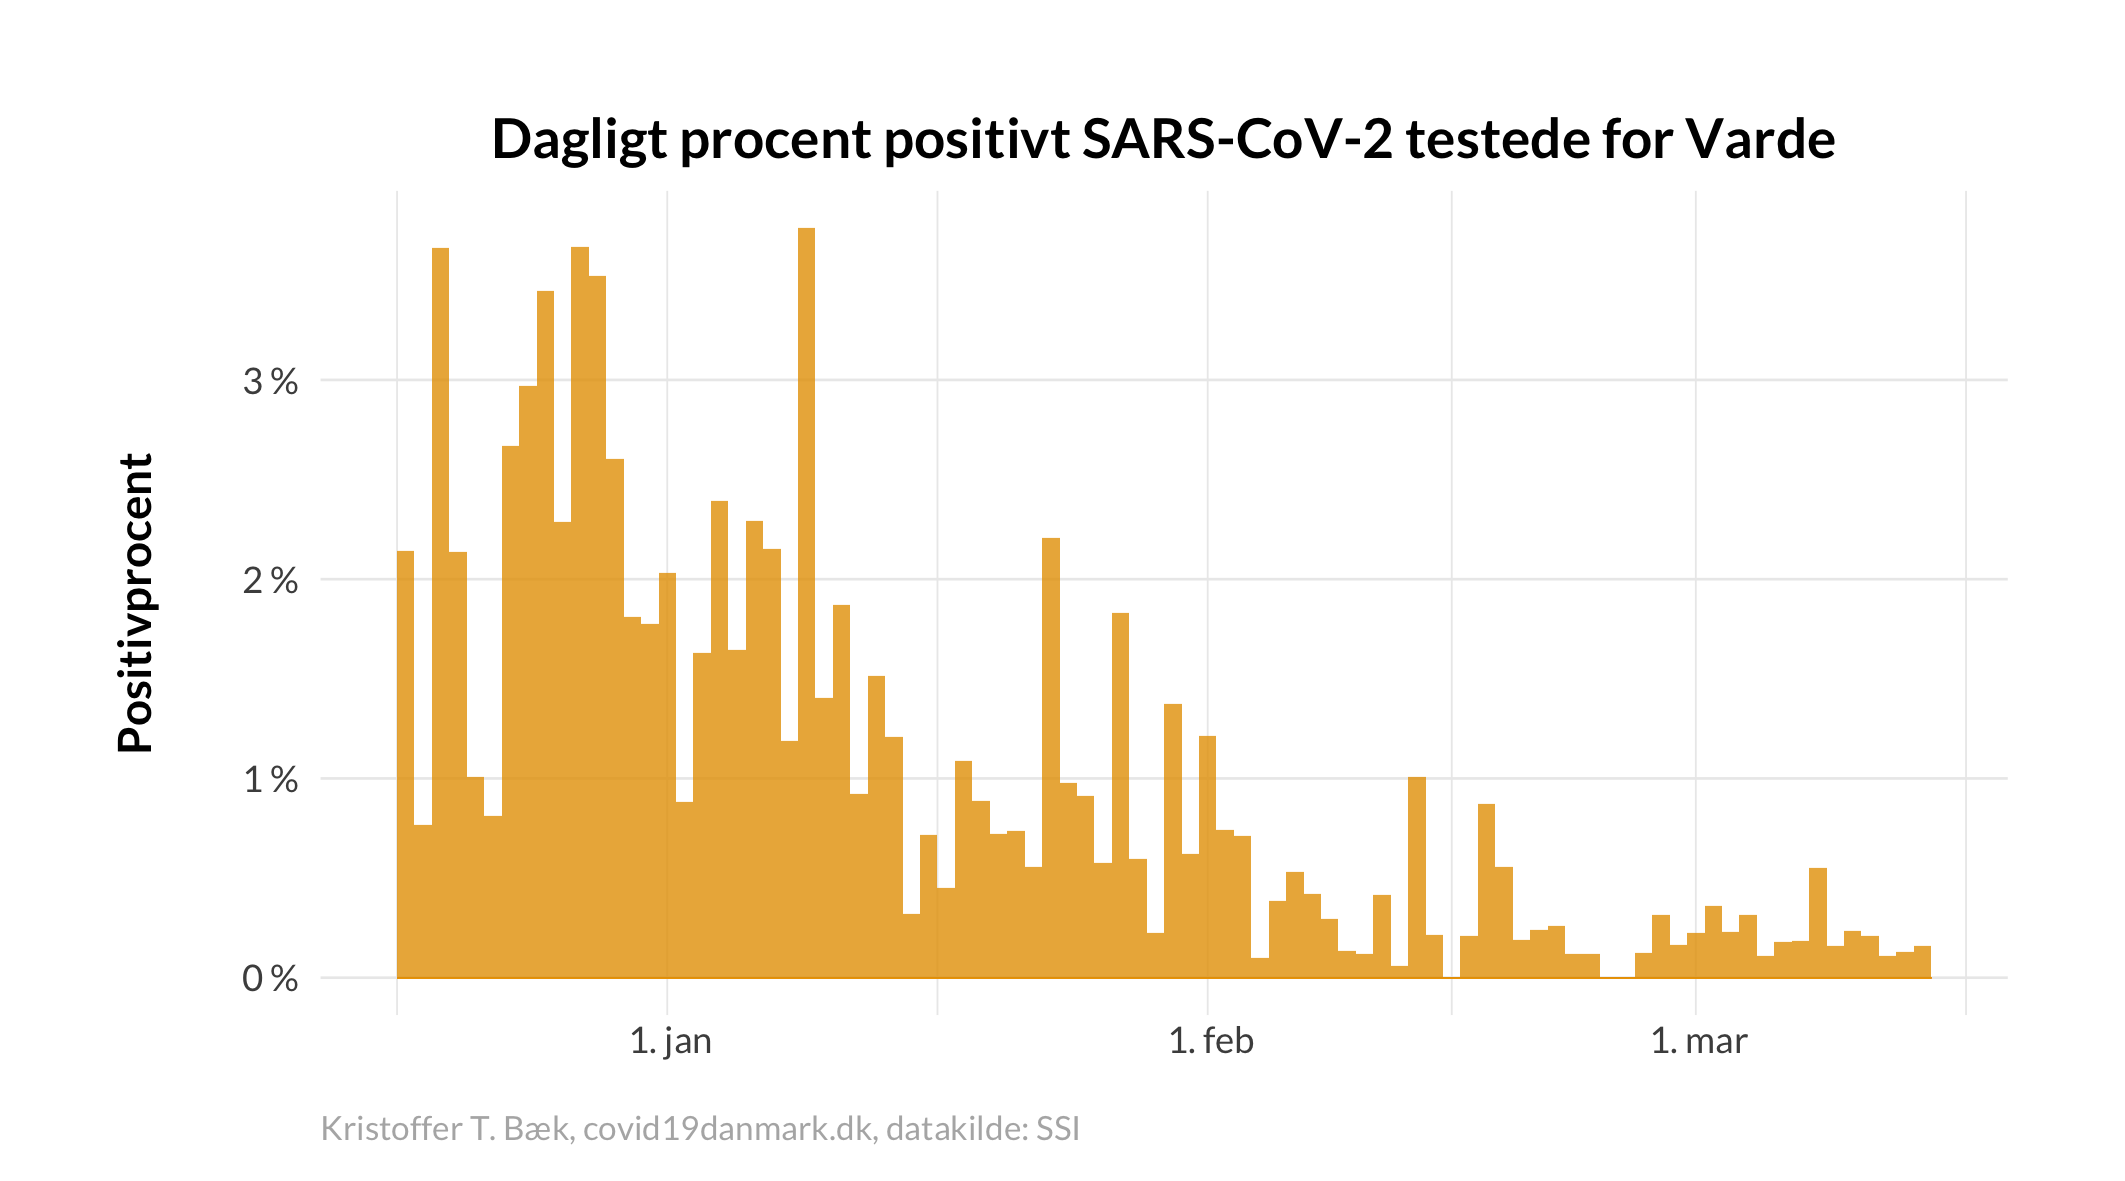 Dagligt procent positivt SARS-CoV-2 testede for Varde
Positivprocent
3 %
2 %
1 %
0 %
1. jan
1. feb
1. mar
Kristoffer T. Bæk, covid19danmark.dk, datakilde: SSI